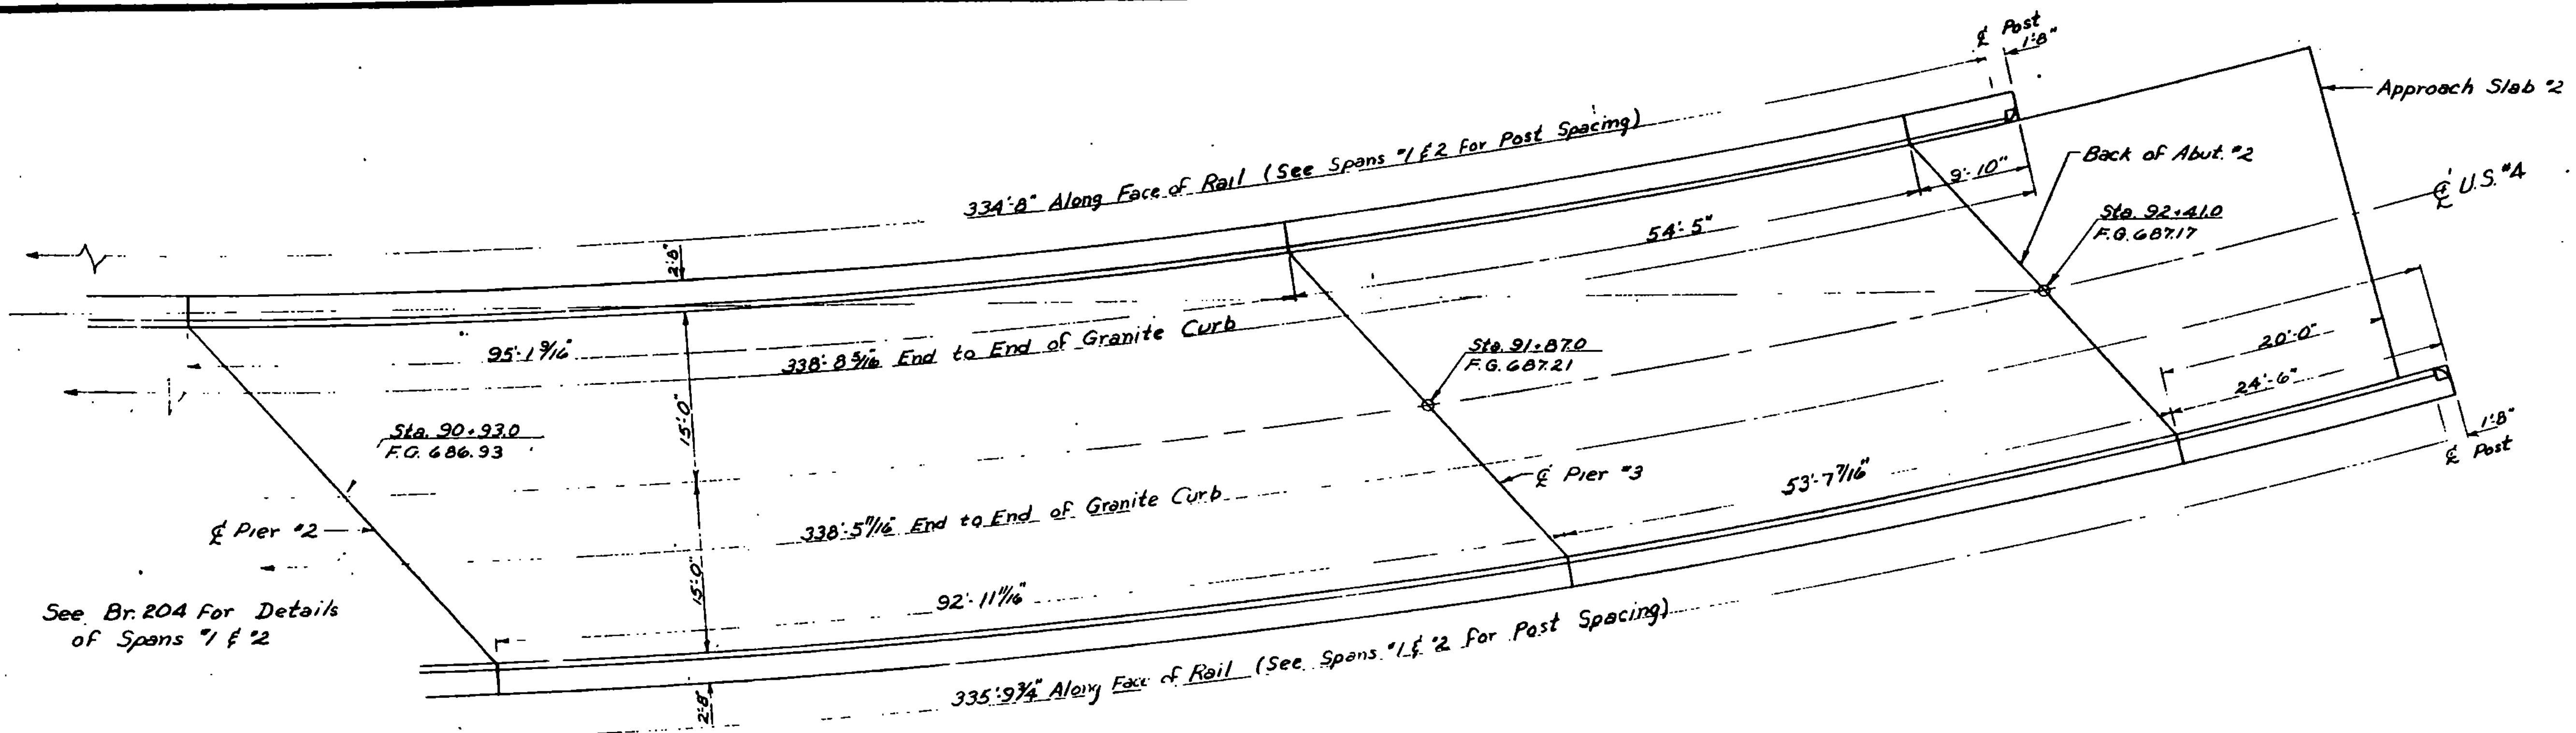 ₵ Post
1'-8"
Approach Slab #2
334'-8" Along Face of Rail (See Spans #1 & 2 For Post Spacing)
Back of Abut. #2
9'-10"
₵ U.S. #4
Sta. 92+41.0
F.G. 687.17
54'-5"
2'-8"
338'-8 5/16" End to End of Granite Curb
95'-1 9/16"
Sta. 91+87.0
F.G. 687.21
20'-0"
24'-6"
15'-0"
Sta. 90+93.0
F.G. 686.93
1'-8"
₵ Post
₵ Pier #3
53'-7 7/16"
338'-5 11/16" End to End of Granite Curb
₵ Pier #2
15'-0"
92'-11 11/16"
See Br. 204 For Details
of Spans #1 & #2
335'-9 3/4" Along Face of Rail (See Spans #1 & #2 for Post Spacing)
2'-8"